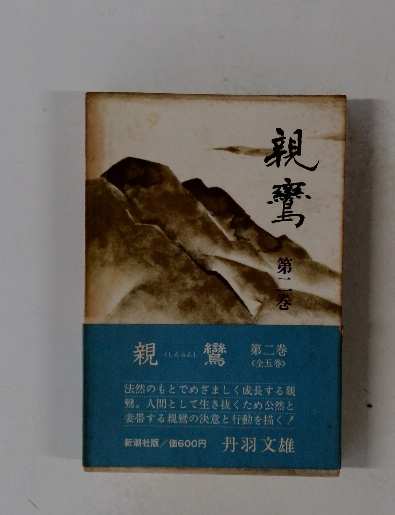 親鸞
第二巻
親(しんらん)鸞 第二巻
〈全五巻〉
法然のもとでめざましく成長する親
鸞。人間として生き抜くため公然と
妻帯する親鸞の決意と行動を描く！
新潮社版／価600円 丹羽文雄